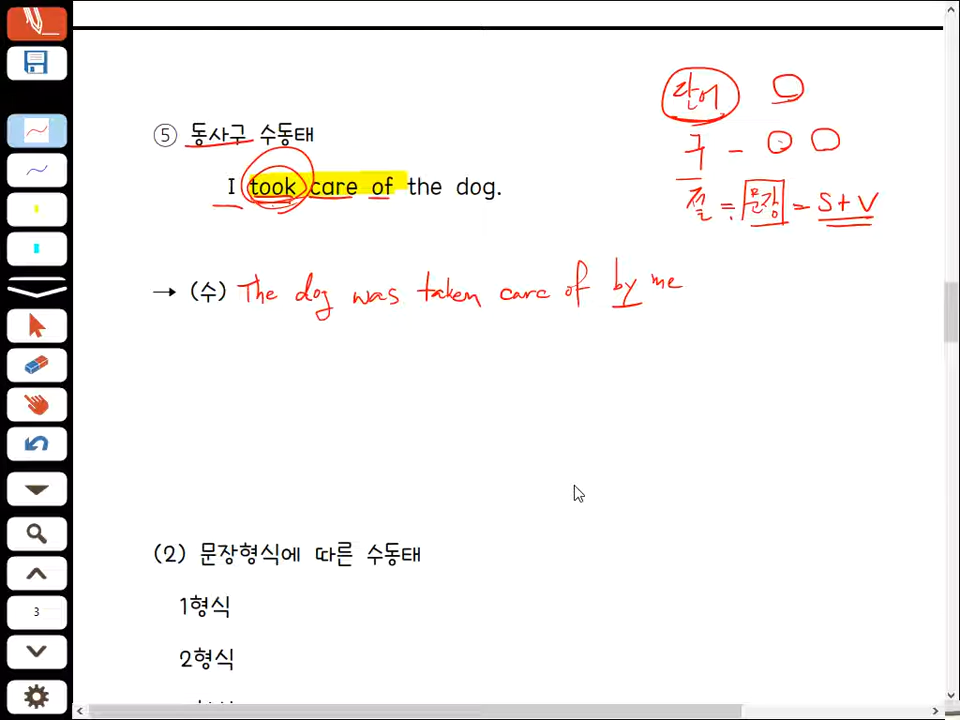 단어
⑤ 동사구 수동태
구 -
I took care of the dog.
절 ≒ 문장 = S+V
→ (수) The dog was taken care of by me
(2) 문장형식에 따른 수동태
1형식
2형식
3